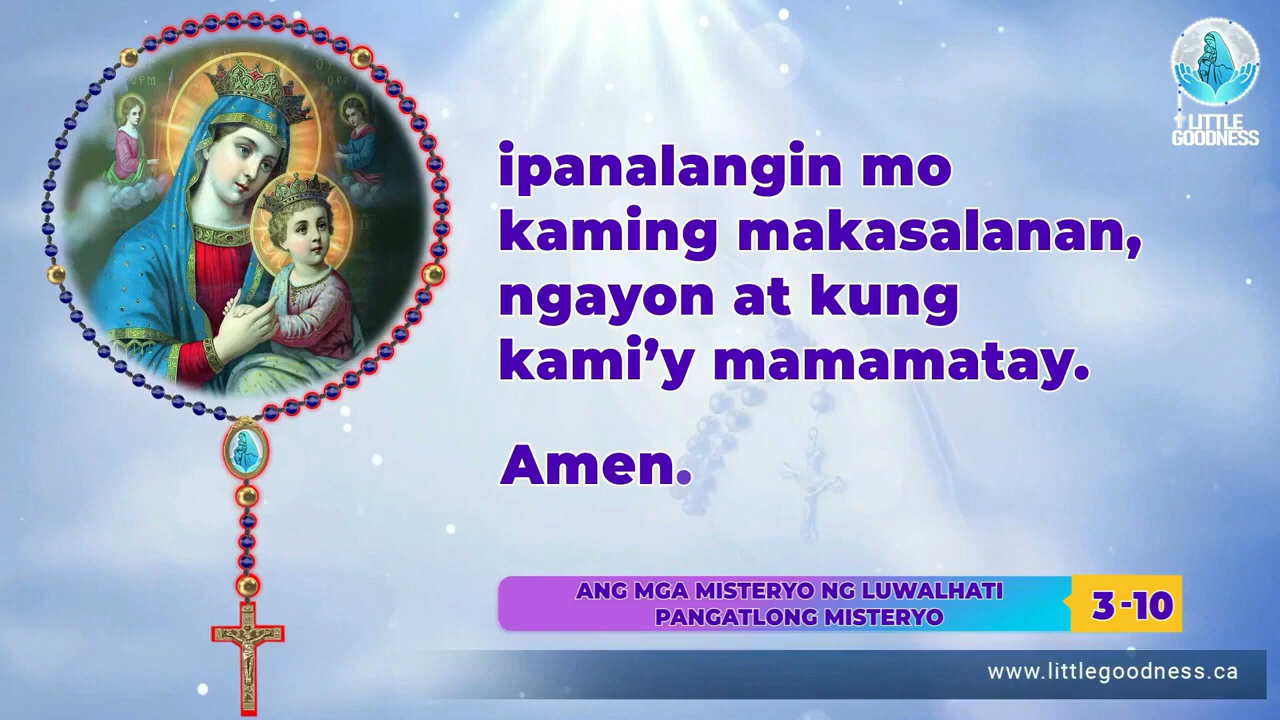 ipanalangin mo
kaming makasalanan,
ngayon at kung
kami’y mamamatay.
Amen.
LITTLE
GOODNESS
ANG MGA MISTERYO NG LUWALHATI
PANGATLONG MISTERYO
3-10
www.littlegoodness.ca